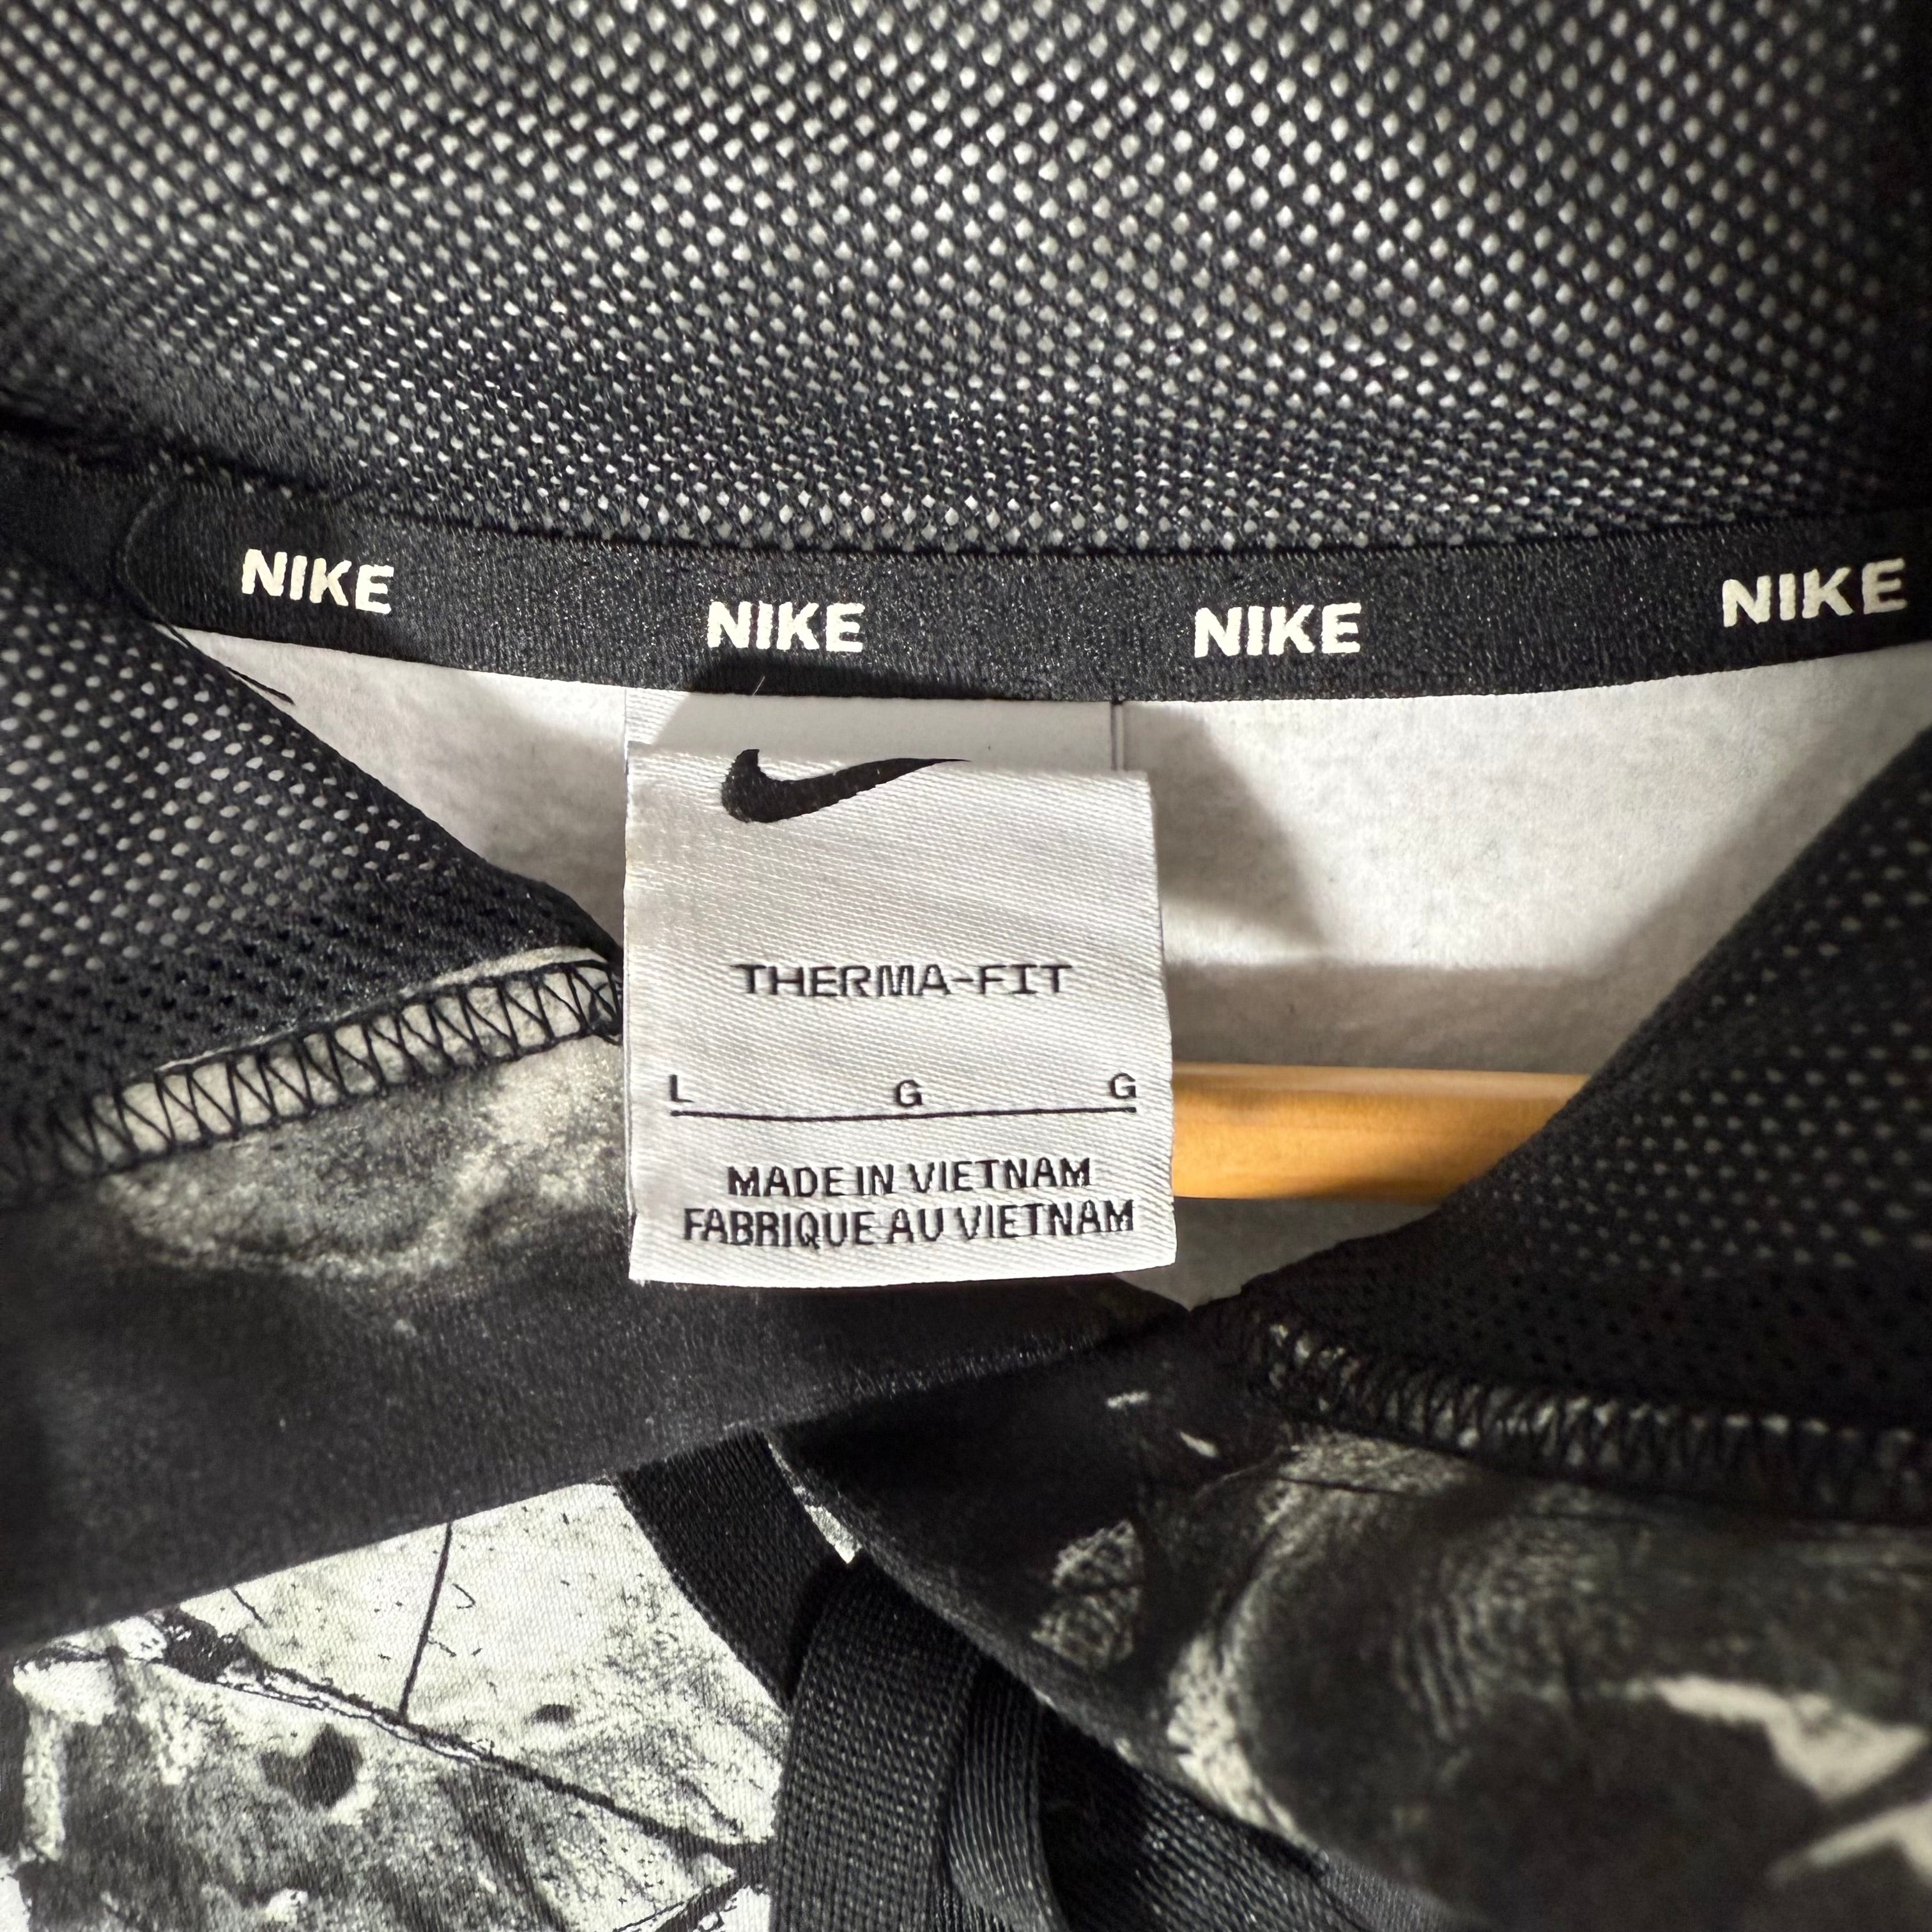 NIKE NIKE NIKE NIKE
THERMA-FIT
L G G
MADE IN VIETNAM
FABRIQUE AU VIETNAM